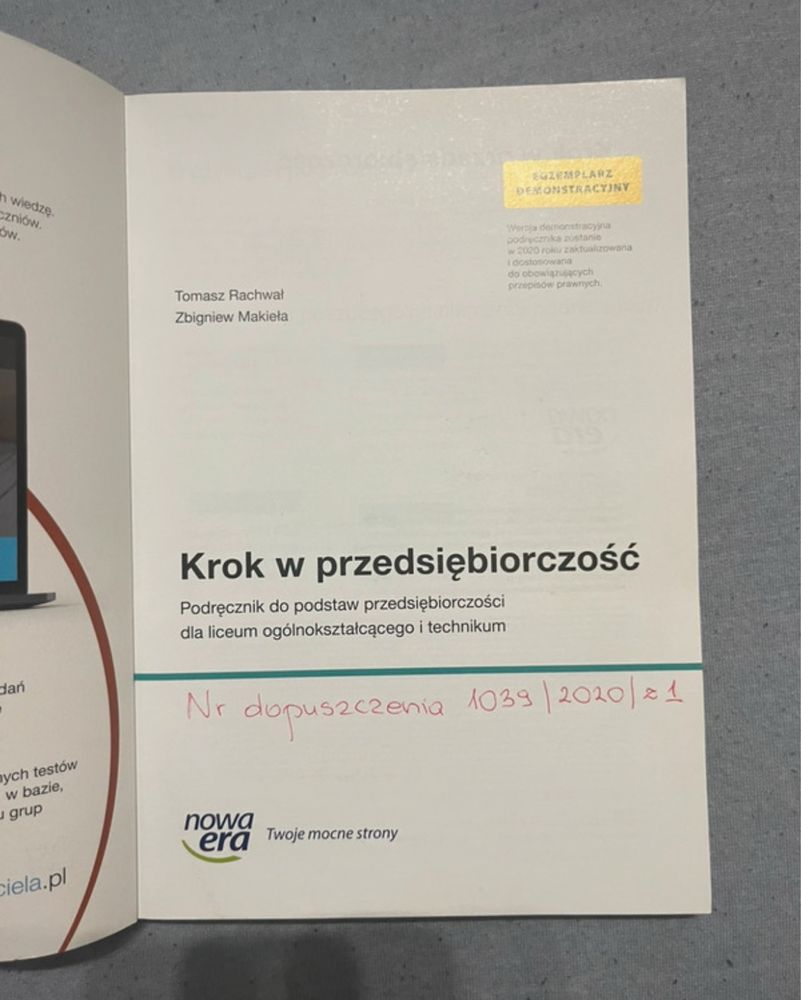 h wiedzę.
czniów.
ów.
EGZEMPLARZ
DEMONSTRACYJNY
Wersja demonstracyjna
podręcznika zostanie
w 2020 roku zaktualizowana
i dostosowana
do obowiązujących
przepisów prawnych.
Tomasz Rachwał
Zbigniew Makieła
Krok w przedsiębiorczość
Podręcznik do podstaw przedsiębiorczości
dla liceum ogólnokształcącego i technikum
Nr dopuszczenia 1039/2020/z1
dań
nych testów
w bazie,
u grup
ciela.pl
nowa
era
Twoje mocne strony